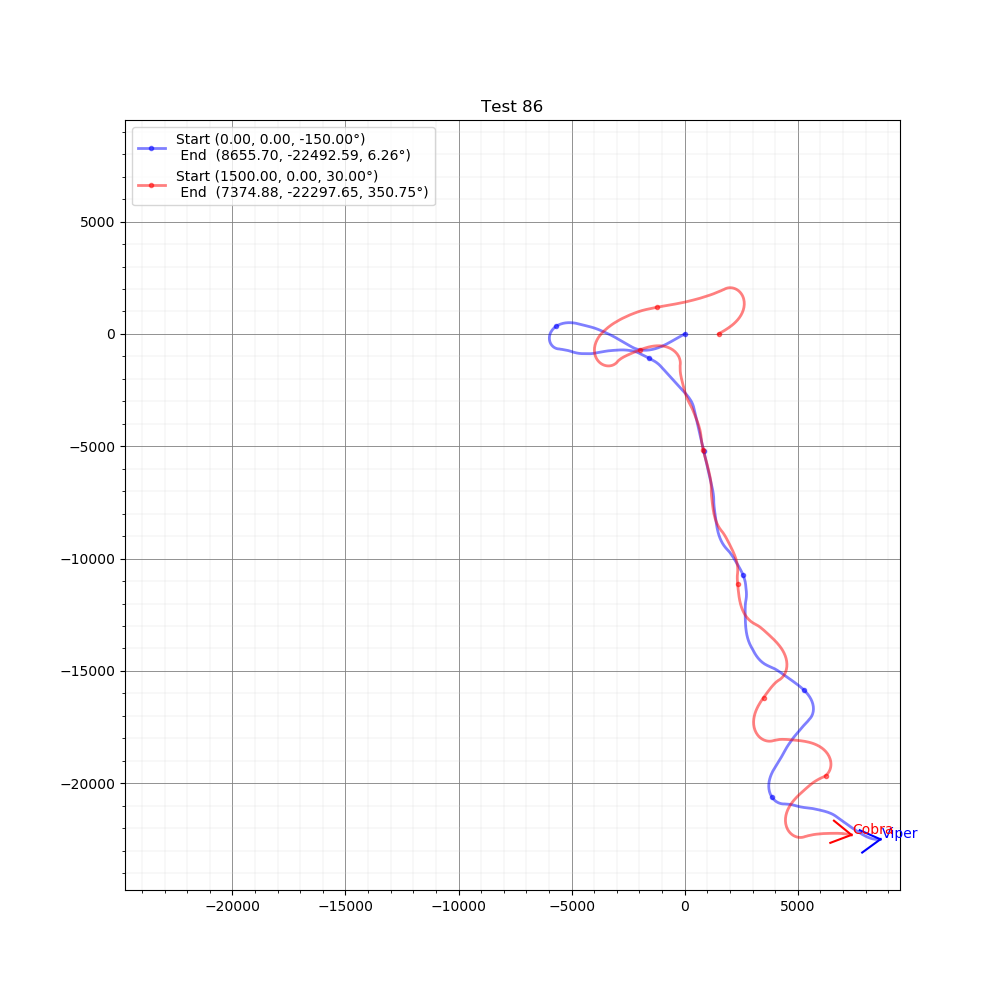 Test 86
Start (0.00, 0.00, -150.00°)
End (8655.70, -22492.59, 6.26°)
Start (1500.00, 0.00, 30.00°)
End (7374.88, -22297.65, 350.75°)
5000
0
−5000
−10000
−15000
−20000
Cobra
Viper
−20000 −15000 −10000 −5000 0 5000